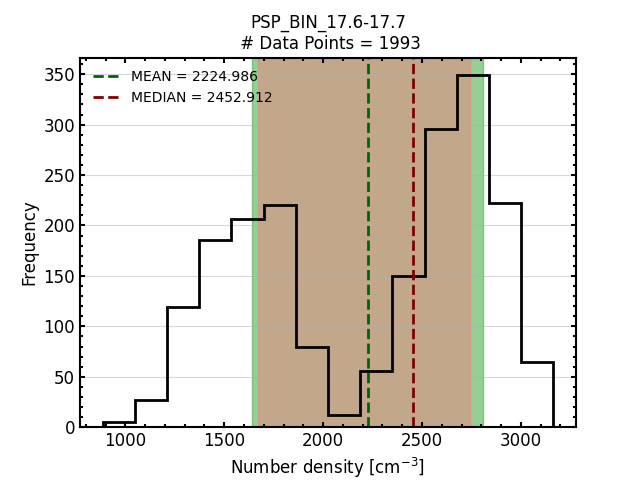 PSP_BIN_17.6-17.7
# Data Points = 1993
MEAN = 2224.986
MEDIAN = 2452.912
350
300
250
200
150
100
50
0
Frequency
1000 1500 2000 2500 3000
Number density [cm⁻³]